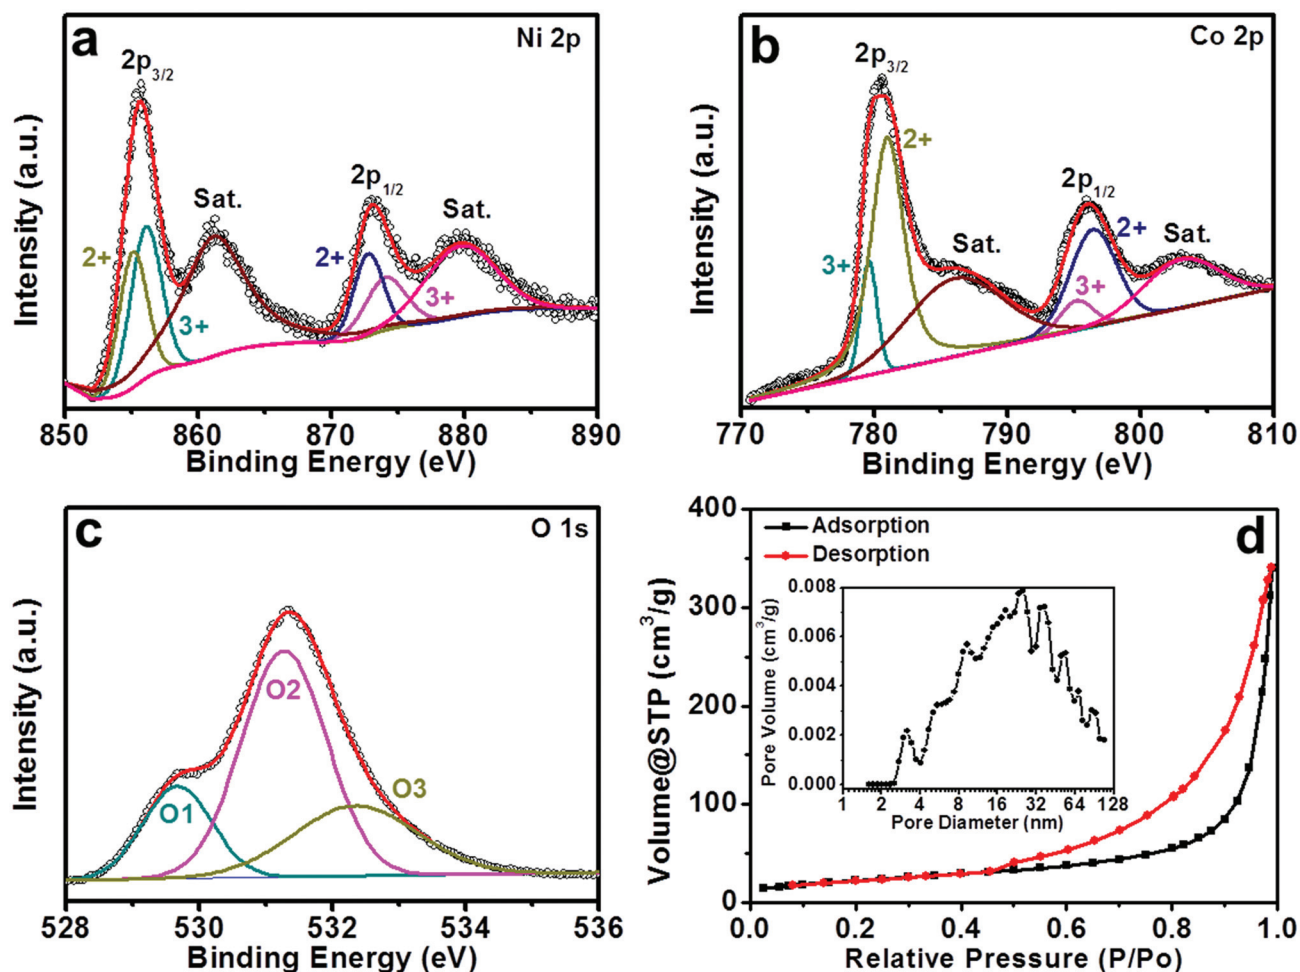 a
Ni 2p
2p3/2
2+
3+
Sat.
2p1/2
2+
3+
Sat.
Intensity (a.u.)
850 860 870 880 890
Binding Energy (eV)
b
Co 2p
2p3/2
2+
3+
Sat.
2p1/2
2+
3+
Sat.
Intensity (a.u.)
770 780 790 800 810
Binding Energy (eV)
c
O 1s
O1
O2
O3
Intensity (a.u.)
528 530 532 534 536
Binding Energy (eV)
d
Adsorption
Desorption
Volume@STP (cm3/g)
400
300
200
100
0
0.0 0.2 0.4 0.6 0.8 1.0
Relative Pressure (P/Po)
Pore Volume (cm3/g)
0.008
0.006
0.004
0.002
0.000
1 2 4 8 16 32 64 128
Pore Diameter (nm)